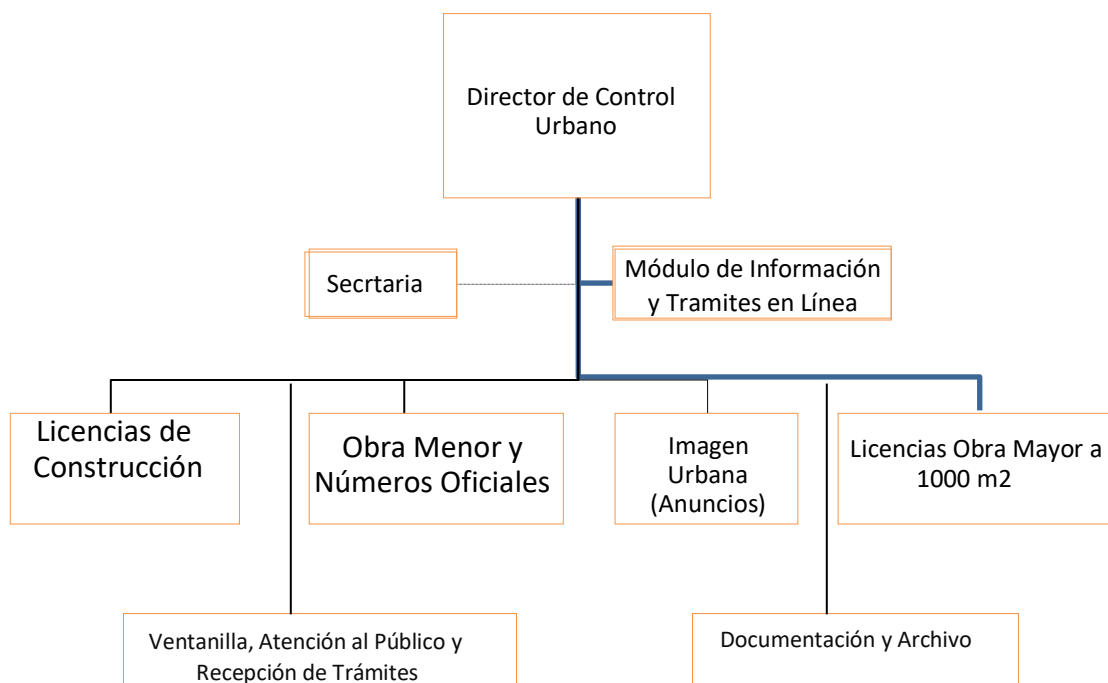 Director de Control
Urbano
Secrtaria
Módulo de Información
y Tramites en Línea
Licencias de
Construcción
Obra Menor y
Números Oficiales
Imagen
Urbana
(Anuncios)
Licencias Obra Mayor a
1000 m2
Ventanilla, Atención al Público y
Recepción de Trámites
Documentación y Archivo